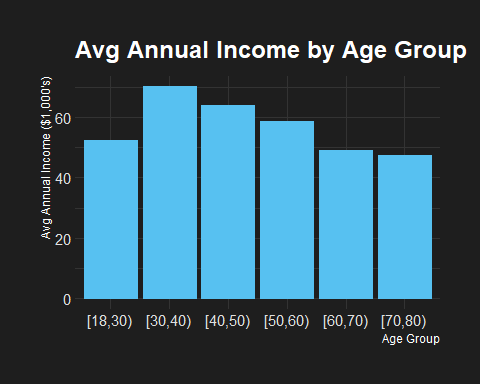 Avg Annual Income by Age Group
Avg Annual Income ($1,000's)
60
40
20
0
[18,30) [30,40) [40,50) [50,60) [60,70) [70,80)
Age Group